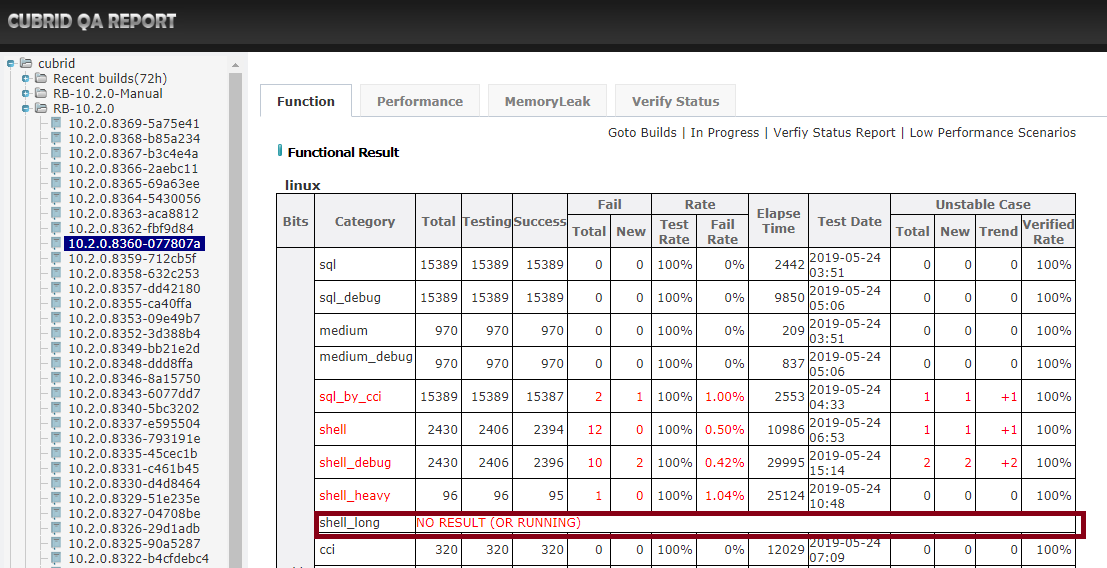 CUBRID QA REPORT
cubrid
Recent builds(72h)
RB-10.2.0-Manual
RB-10.2.0
10.2.0.8369-5a75e41
10.2.0.8368-b85a234
10.2.0.8367-b3c4e4a
10.2.0.8366-2aebc11
10.2.0.8365-69a63ee
10.2.0.8364-5430056
10.2.0.8363-aca8812
10.2.0.8362-fbf9d84
10.2.0.8360-077807a
10.2.0.8359-712cb5f
10.2.0.8358-632c253
10.2.0.8357-dd42180
10.2.0.8355-ca40ffa
10.2.0.8353-09e49b7
10.2.0.8352-3d388b4
10.2.0.8349-bb21e2d
10.2.0.8348-ddd8ffa
10.2.0.8346-8a15750
10.2.0.8343-6077dd7
10.2.0.8340-5bc3202
10.2.0.8337-e595504
10.2.0.8336-793191e
10.2.0.8335-45cec1b
10.2.0.8331-c461b45
10.2.0.8330-d4d8464
10.2.0.8329-51e235e
10.2.0.8327-04708be
10.2.0.8326-29d1adb
10.2.0.8325-90a5287
10.2.0.8322-b4cfdebc4
Function Performance MemoryLeak Verify Status
Goto Builds | In Progress | Verfiy Status Report | Low Performance Scenarios
Functional Result
linux
Bits Category Total Testing Success Fail Rate Elapse Time Test Date Unstable Case
Total New Test Rate Fail Rate Total New Trend Verified Rate
sql 15389 15389 15389 0 0 100% 0% 2442 2019-05-24 03:51 0 0 0 100%
sql_debug 15389 15389 15389 0 0 100% 0% 9850 2019-05-24 05:06 0 0 0 100%
medium 970 970 970 0 0 100% 0% 209 2019-05-24 03:51 0 0 0 100%
medium_debug 970 970 970 0 0 100% 0% 837 2019-05-24 05:06 0 0 0 100%
sql_by_cci 15389 15389 15387 2 1 100% 1.00% 2553 2019-05-24 04:33 1 1 +1 100%
shell 2430 2406 2394 12 0 100% 0.50% 10986 2019-05-24 06:53 1 1 +1 100%
shell_debug 2430 2406 2396 10 2 100% 0.42% 29995 2019-05-24 15:14 2 2 +2 100%
shell_heavy 96 96 95 1 0 100% 1.04% 25124 2019-05-24 10:48 0 0 0 100%
shell_long NO RESULT (OR RUNNING)
cci 320 320 320 0 0 100% 0% 12029 2019-05-24 07:09 0 0 0 100%